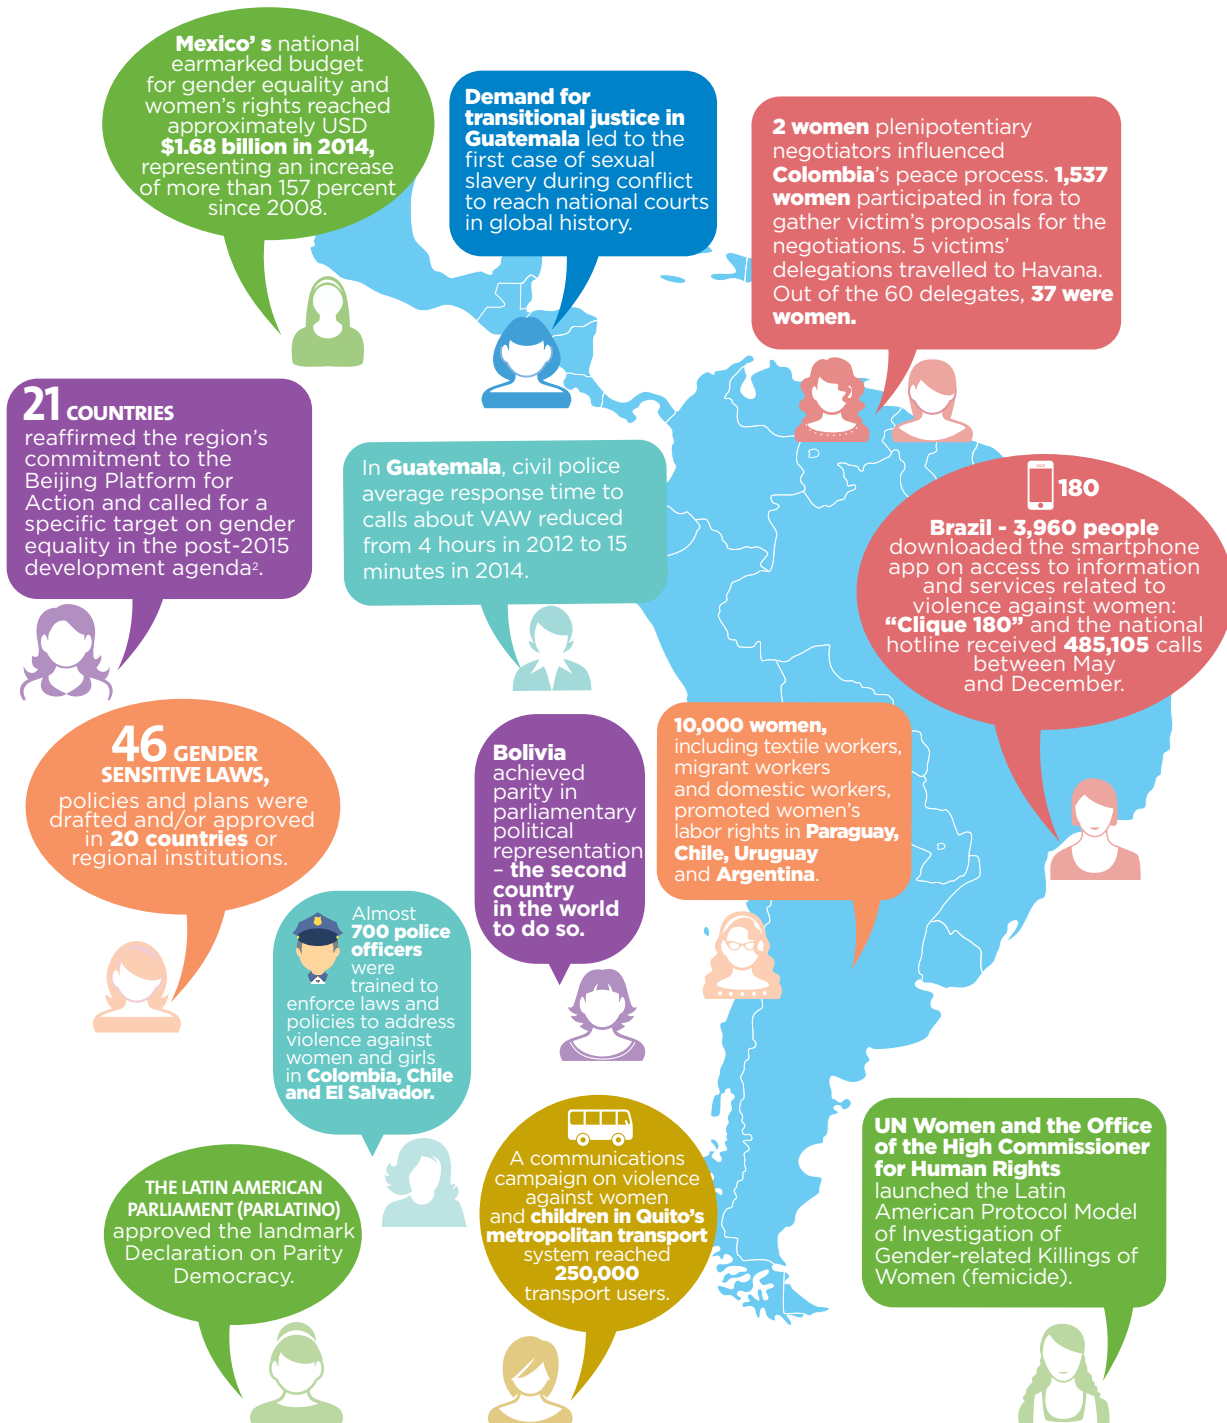 Mexico' s national
earmarked budget
for gender equality and
women's rights reached
approximately USD
$1.68 billion in 2014,
representing an increase
of more than 157 percent
since 2008.
Demand for
transitional justice in
Guatemala led to the
first case of sexual
slavery during conflict
to reach national courts
in global history.
2 women plenipotentiary
negotiators influenced
Colombia's peace process. 1,537
women participated in fora to
gather victim's proposals for the
negotiations. 5 victims'
delegations travelled to Havana.
Out of the 60 delegates, 37 were
women.
21 COUNTRIES
reaffirmed the region's
commitment to the
Beijing Platform for
Action and called for a
specific target on gender
equality in the post-2015
development agenda².
In Guatemala, civil police
average response time to
calls about VAW reduced
from 4 hours in 2012 to 15
minutes in 2014.
180
Brazil - 3,960 people
downloaded the smartphone
app on access to information
and services related to
violence against women:
“Clique 180” and the national
hotline received 485,105 calls
between May
and December.
46 GENDER
SENSITIVE LAWS,
policies and plans were
drafted and/or approved
in 20 countries or
regional institutions.
Bolivia
achieved
parity in
parliamentary
political
representation
– the second
country
in the world
to do so.
10,000 women,
including textile workers,
migrant workers
and domestic workers,
promoted women's
labor rights in Paraguay,
Chile, Uruguay
and Argentina.
Almost
700 police
officers
were
trained to
enforce laws and
policies to address
violence against
women and girls
in Colombia, Chile
and El Salvador.
THE LATIN AMERICAN
PARLIAMENT (PARLATINO)
approved the landmark
Declaration on Parity
Democracy.
A communications
campaign on violence
against women
and children in Quito's
metropolitan transport
system reached
250,000
transport users.
UN Women and the Office
of the High Commissioner
for Human Rights
launched the Latin
American Protocol Model
of Investigation of
Gender-related Killings of
Women (femicide).